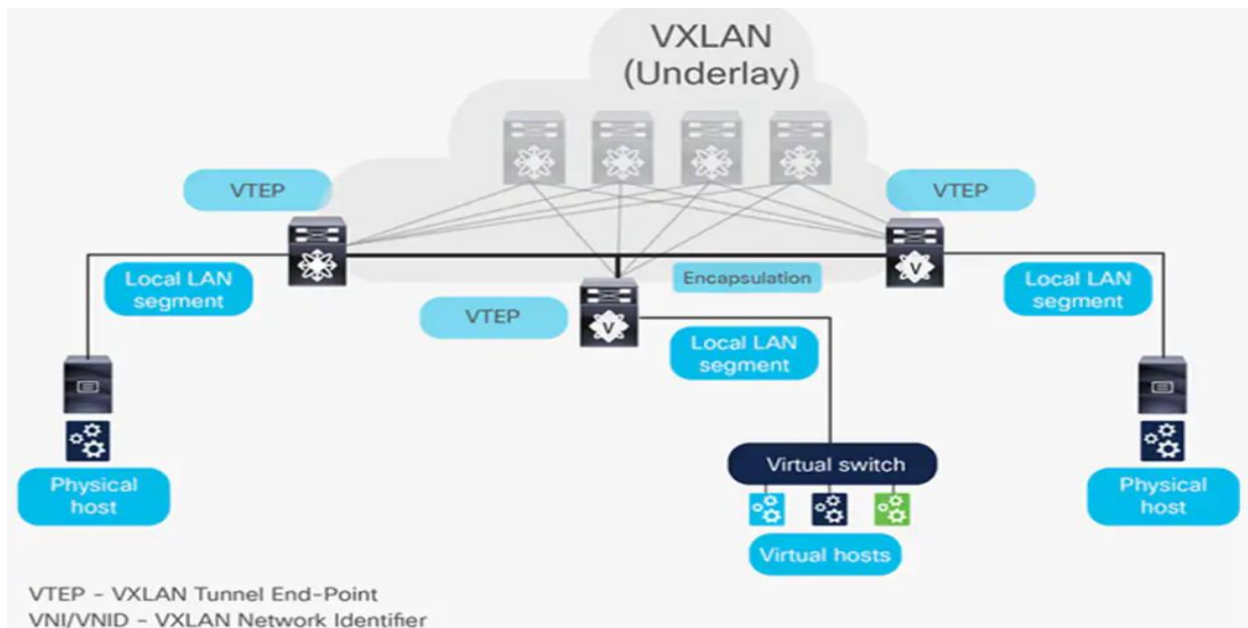 VXLAN
(Underlay)
VTEP
VTEP
Local LAN
segment
Encapsulation
Local LAN
segment
VTEP
V
V
Local LAN
segment
Virtual switch
Physical
host
Physical
host
Virtual hosts
VTEP - VXLAN Tunnel End-Point
VNI/VNID - VXLAN Network Identifier